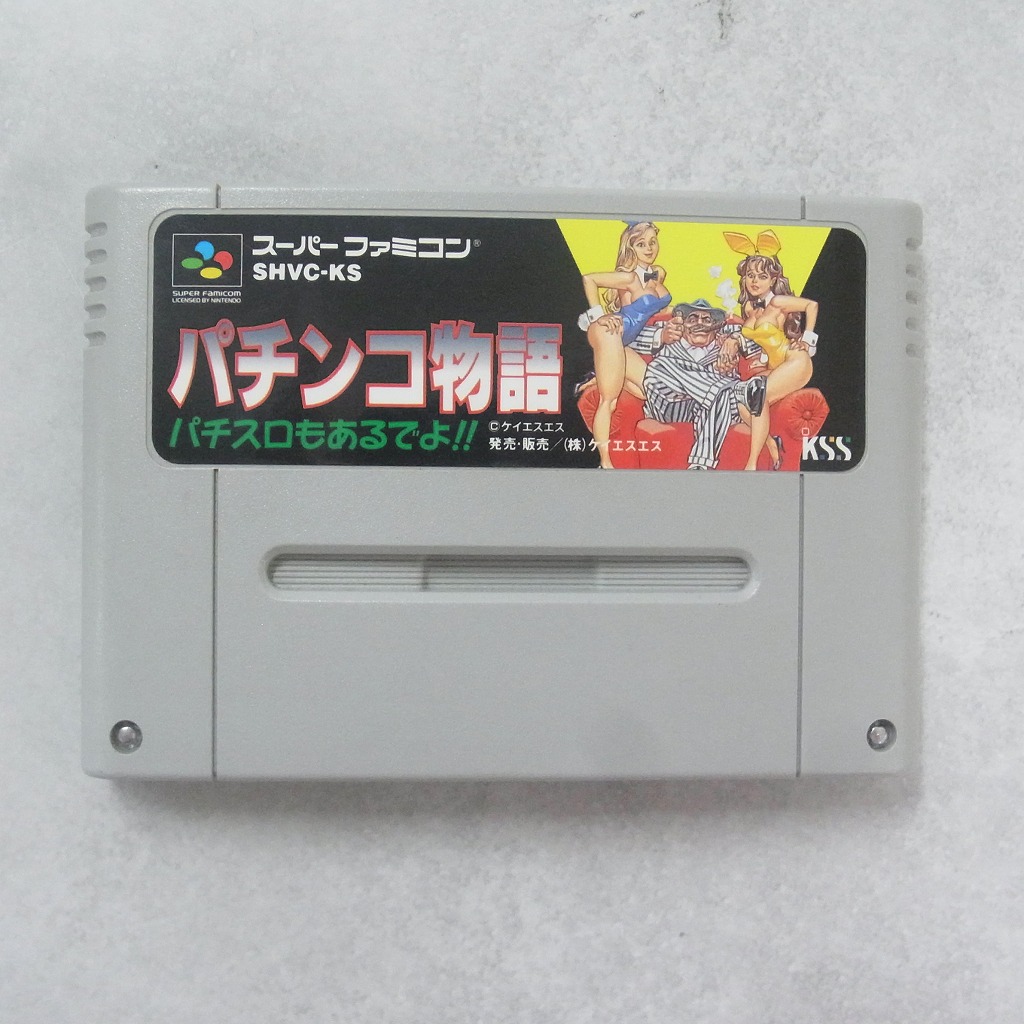 スーパーファミコン®
SHVC-KS
SUPER FAMICOM
LICENSED BY NINTENDO
パチンコ物語
パチスロもあるでよ!!
©ケイエスエス
発売・販売/(株)ケイエスエス
KSS